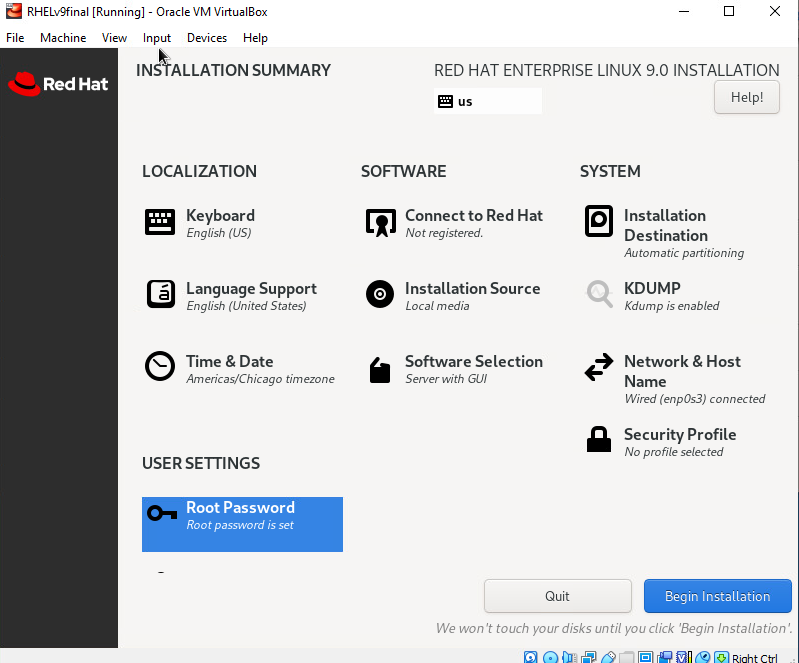 RHELv9final [Running] - Oracle VM VirtualBox
File Machine View Input Devices Help
Red Hat
INSTALLATION SUMMARY
RED HAT ENTERPRISE LINUX 9.0 INSTALLATION
us
Help!
LOCALIZATION
Keyboard
English (US)
Language Support
English (United States)
Time & Date
Americas/Chicago timezone
USER SETTINGS
Root Password
Root password is set
SOFTWARE
Connect to Red Hat
Not registered.
Installation Source
Local media
Software Selection
Server with GUI
SYSTEM
Installation
Destination
Automatic partitioning
KDUMP
Kdump is enabled
Network & Host
Name
Wired (enp0s3) connected
Security Profile
No profile selected
Quit
Begin Installation
We won't touch your disks until you click 'Begin Installation'.
Right Ctrl